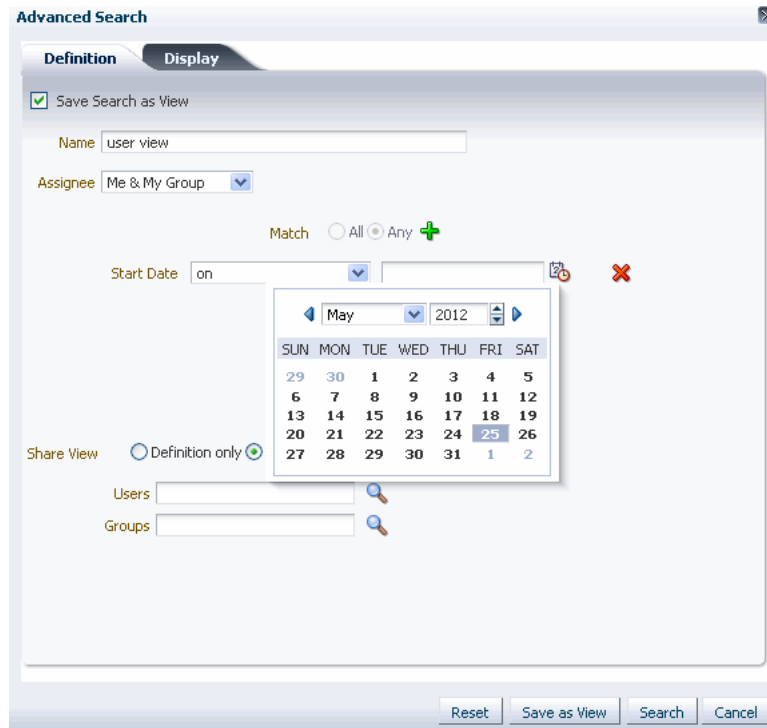 Advanced Search
Definition Display
Save Search as View
Name user view
Assignee Me & My Group
Match All Any
Start Date on
May 2012
SUN MON TUE WED THU FRI SAT
29 30 1 2 3 4 5
6 7 8 9 10 11 12
13 14 15 16 17 18 19
20 21 22 23 24 25 26
27 28 29 30 31 1 2
Share View Definition only
Users
Groups
Reset Save as View Search Cancel